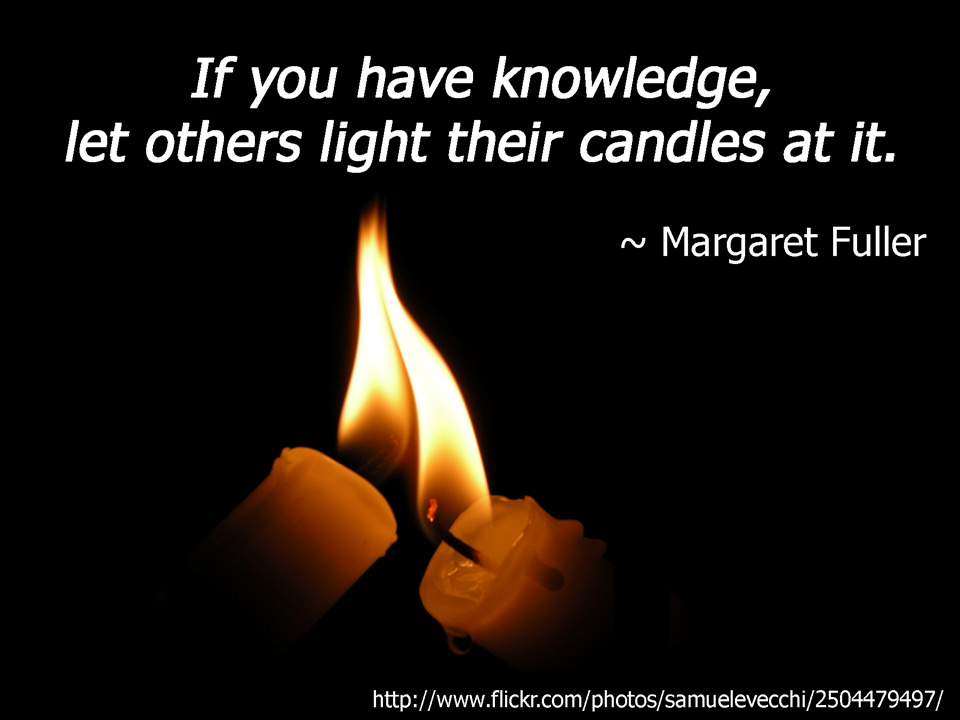 If you have knowledge,
let others light their candles at it.
~ Margaret Fuller
http://www.flickr.com/photos/samuelevecchi/2504479497/